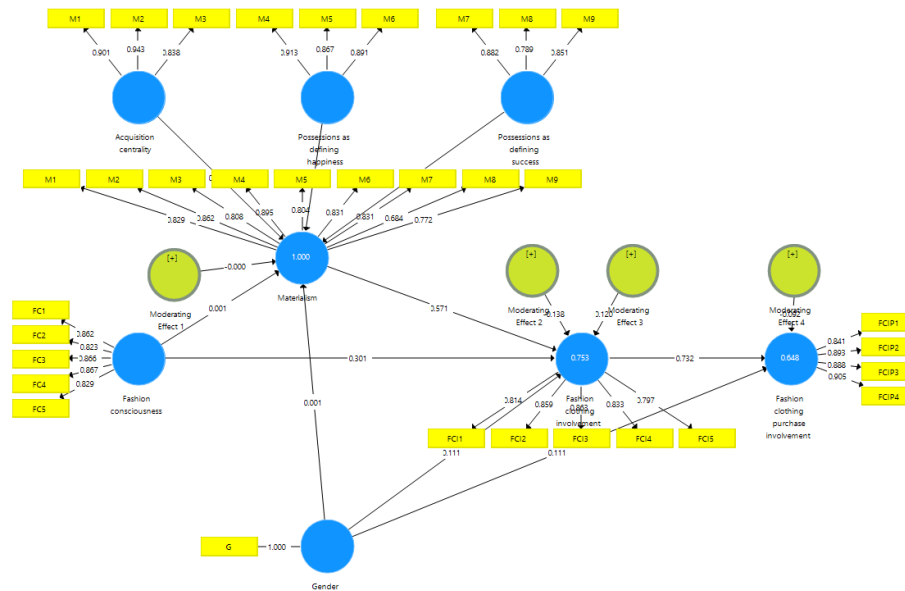 M1 M2 M3 M4 M5 M6 M7 M8 M9
0.901 0.943 0.838 0.913 0.867 0.891 0.882 0.789 0.851
Acquisition
centrality
Possessions as
defining
happiness
Possessions as
defining
success
M1 M2 M3 M4 M5 M6 M7 M8 M9
0.829 0.862 0.808 0.895 0.804 0.831 0.831 0.684 0.772
1.000
Materialism
[+]
Moderating
Effect 1
-0.000
0.001
[+]
Moderating
Effect 2
0.138
[+]
Moderating
Effect 3
0.120
[+]
Moderating
Effect 4
0.571
FC1
FC2
FC3
FC4
FC5
0.862
0.823
0.866
0.867
0.829
Fashion
consciousness
0.301
0.753
Fashion
clothing
involvement
0.732
0.648
Fashion
clothing
purchase
involvement
0.841
0.893
0.888
0.905
FCIP1
FCIP2
FCIP3
FCIP4
0.814 0.859 0.863 0.833 0.797
FCI1 FCI2 FCI3 FCI4 FCI5
0.001
0.111
0.111
G
1.000
Gender